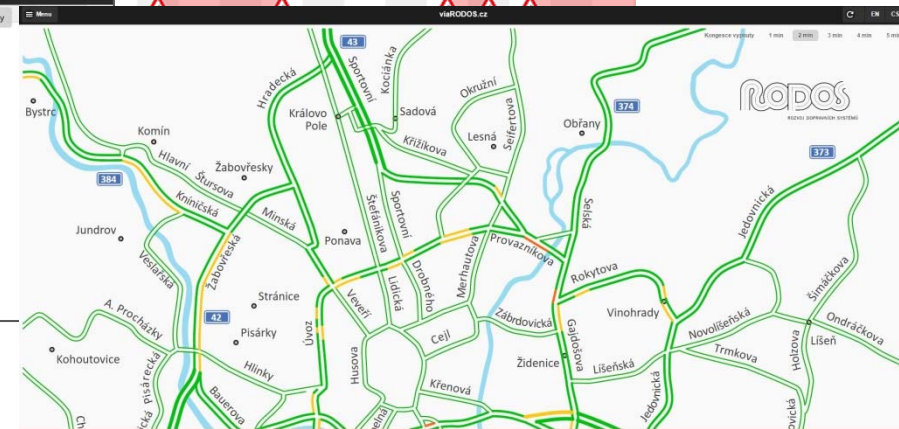 Menu
viaRODOS.cz
EN
CS
Kongesce vypnuty
1 min
2 min
3 min
4 min
5 min
RODOS
ROZVOJ DOPRAVNÍCH SYSTÉMŮ
43
Sportovní
Kociánka
Hradecká
Královo
Pole
Sadová
Okružní
Lesná
Seifertova
Křižíkova
374
Obřany
373
Bystrc
Komín
Hlavní
Štursova
Žabovřesky
384
Kníničská
Minská
Jundrov
Veslařská
Žabovřeská
Ponava
Štefánikova
Sportovní
Lidická
Drobného
Merhautova
Provazníkova
Selská
Rokytova
Jedovnická
Šimáčkova
Stránice
42
Pisárky
Úvoz
Veveří
Husova
Cejl
Zábrdovická
Gajdošova
Vinohrady
Novolíšeňská
Ondráčkova
Líšeň
Holzova
Trnkova
A. Procházky
Kohoutovice
Pisárecká
Hlinky
Bauerova
Křenová
Židenice
Líšeňská
Jedovnická